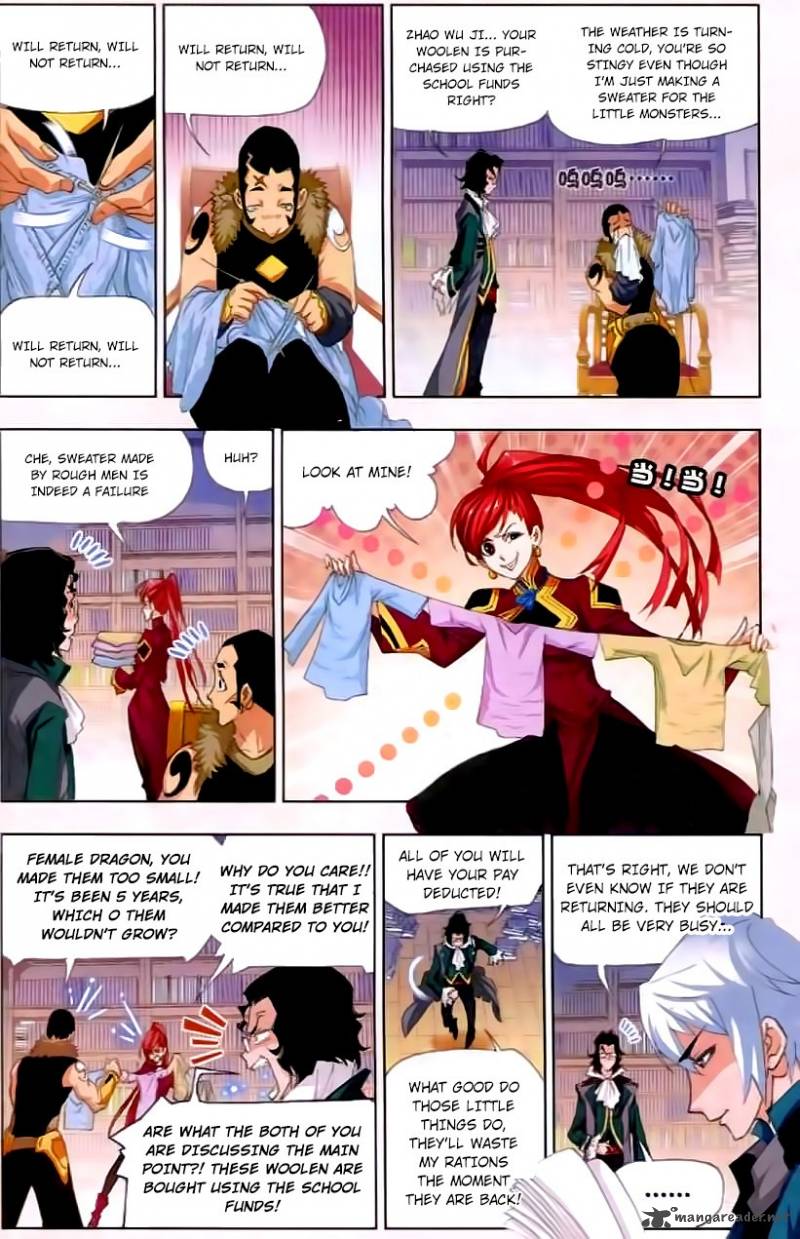 WILL RETURN, WILL
NOT RETURN...
WILL RETURN, WILL
NOT RETURN...
WILL RETURN, WILL
NOT RETURN...
ZHAO WU JI... YOUR
WOOLEN IS PUR-
CHASED USING THE
SCHOOL FUNDS
RIGHT?
THE WEATHER IS TURN-
ING COLD, YOU'RE SO
STINGY EVEN THOUGH
I'M JUST MAKING A
SWEATER FOR THE
LITTLE MONSTERS...
呜呜呜······
CHE, SWEATER MADE
BY ROUGH MEN IS
INDEED A FAILURE
HUH?
LOOK AT MINE!
当!当!
FEMALE DRAGON, YOU
MADE THEM TOO SMALL!
IT'S BEEN 5 YEARS,
WHICH O THEM
WOULDN'T GROW?
WHY DO YOU CARE!!
IT'S TRUE THAT I
MADE THEM BETTER
COMPARED TO YOU!
ARE WHAT THE BOTH OF YOU
ARE DISCUSSING THE MAIN
POINT?! THESE WOOLEN ARE
BOUGHT USING THE SCHOOL
FUNDS!
ALL OF YOU WILL
HAVE YOUR PAY
DEDUCTED!
WHAT GOOD DO
THOSE LITTLE
THINGS DO,
THEY'LL WASTE
MY RATIONS
THE MOMENT
THEY ARE BACK!
THAT'S RIGHT, WE DON'T
EVEN KNOW IF THEY ARE
RETURNING. THEY SHOULD
ALL BE VERY BUSY...
......
mangareader.net